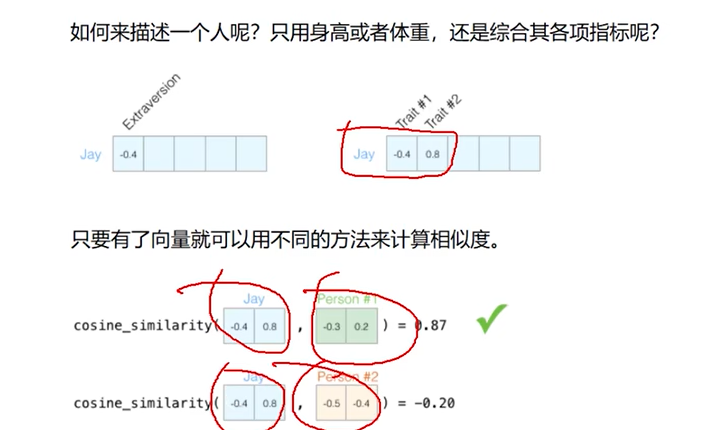 如何来描述一个人呢？只用身高或者体重，还是综合其各项指标呢？
Extraversion
Trait #1
Trait #2
Jay -0.4
Jay -0.4 0.8
只要有了向量就可以用不同的方法来计算相似度。
Jay Person #1
cosine_similarity( -0.4 0.8 , -0.3 0.2 ) = 0.87
Jay Person #2
cosine_similarity( -0.4 0.8 , -0.5 -0.4 ) = -0.20